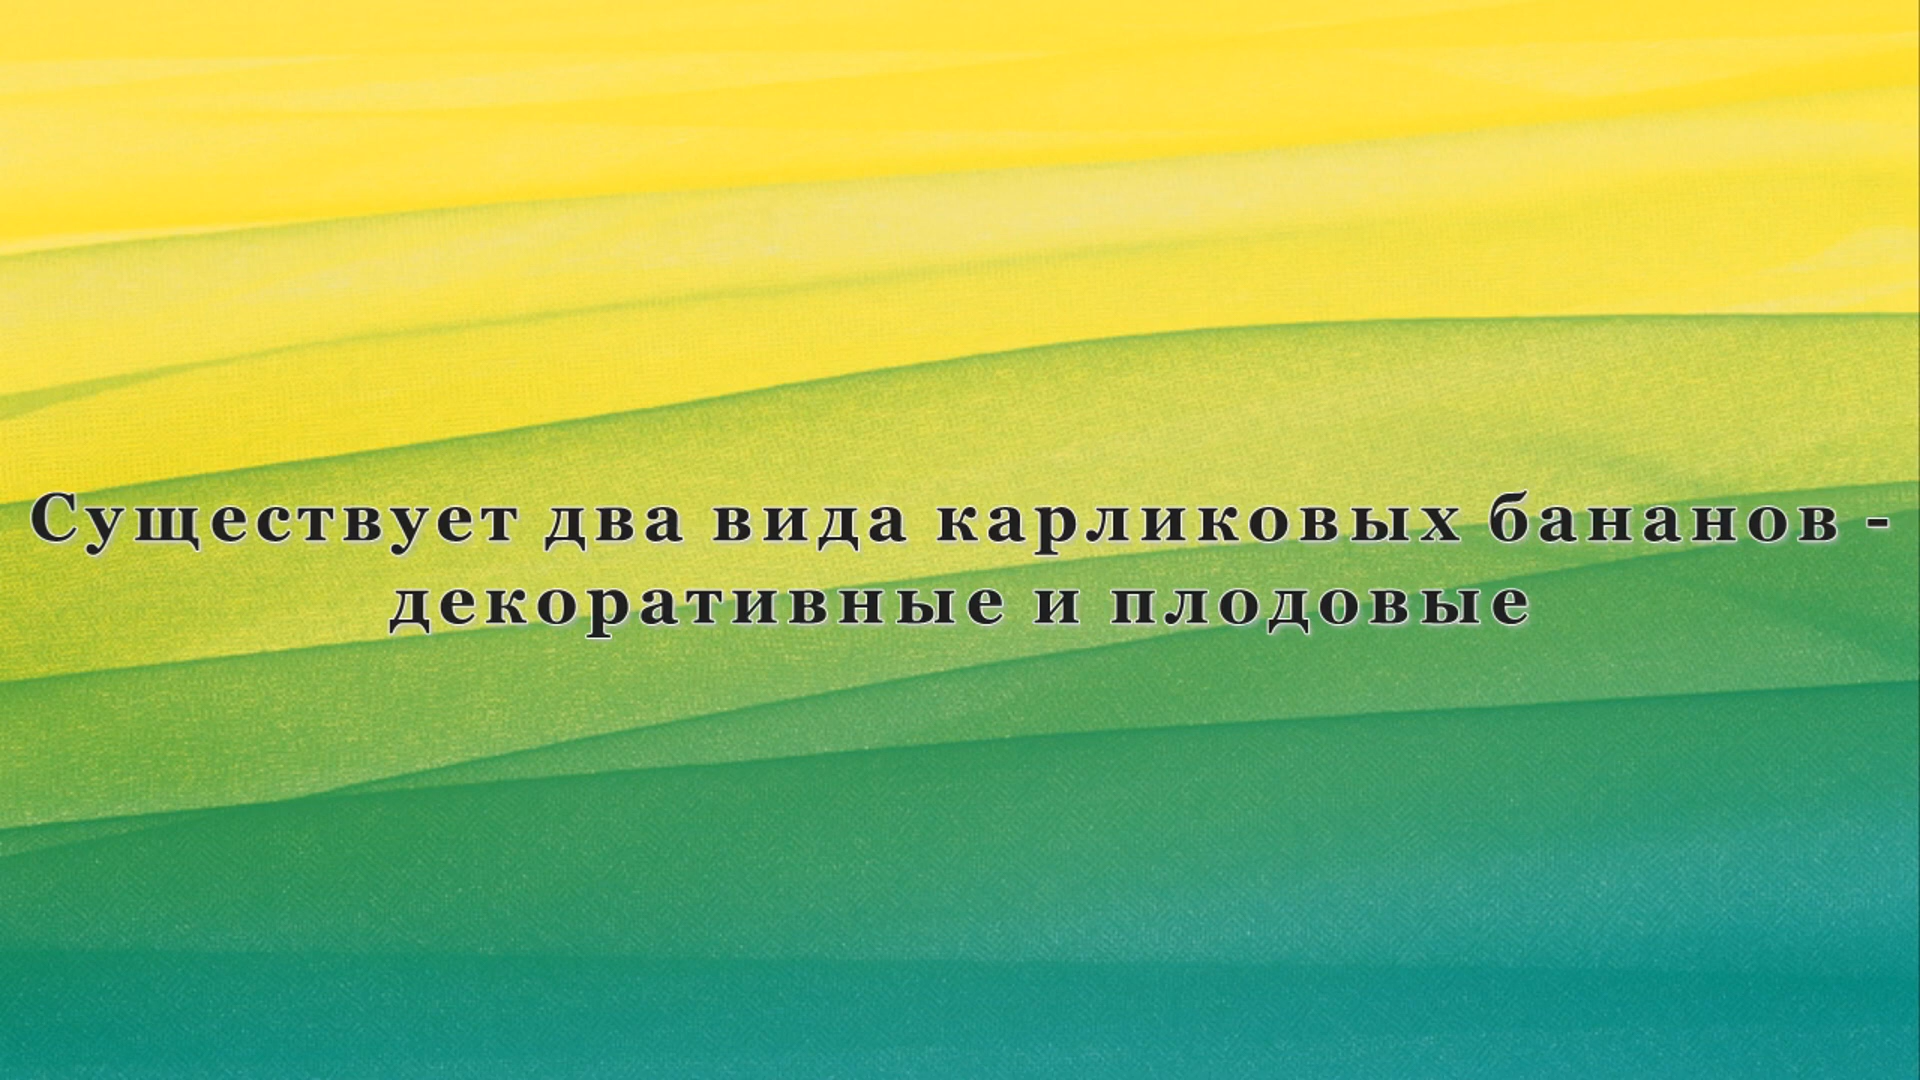 Существует два вида карликовых бананов -
декоративные и плодовые